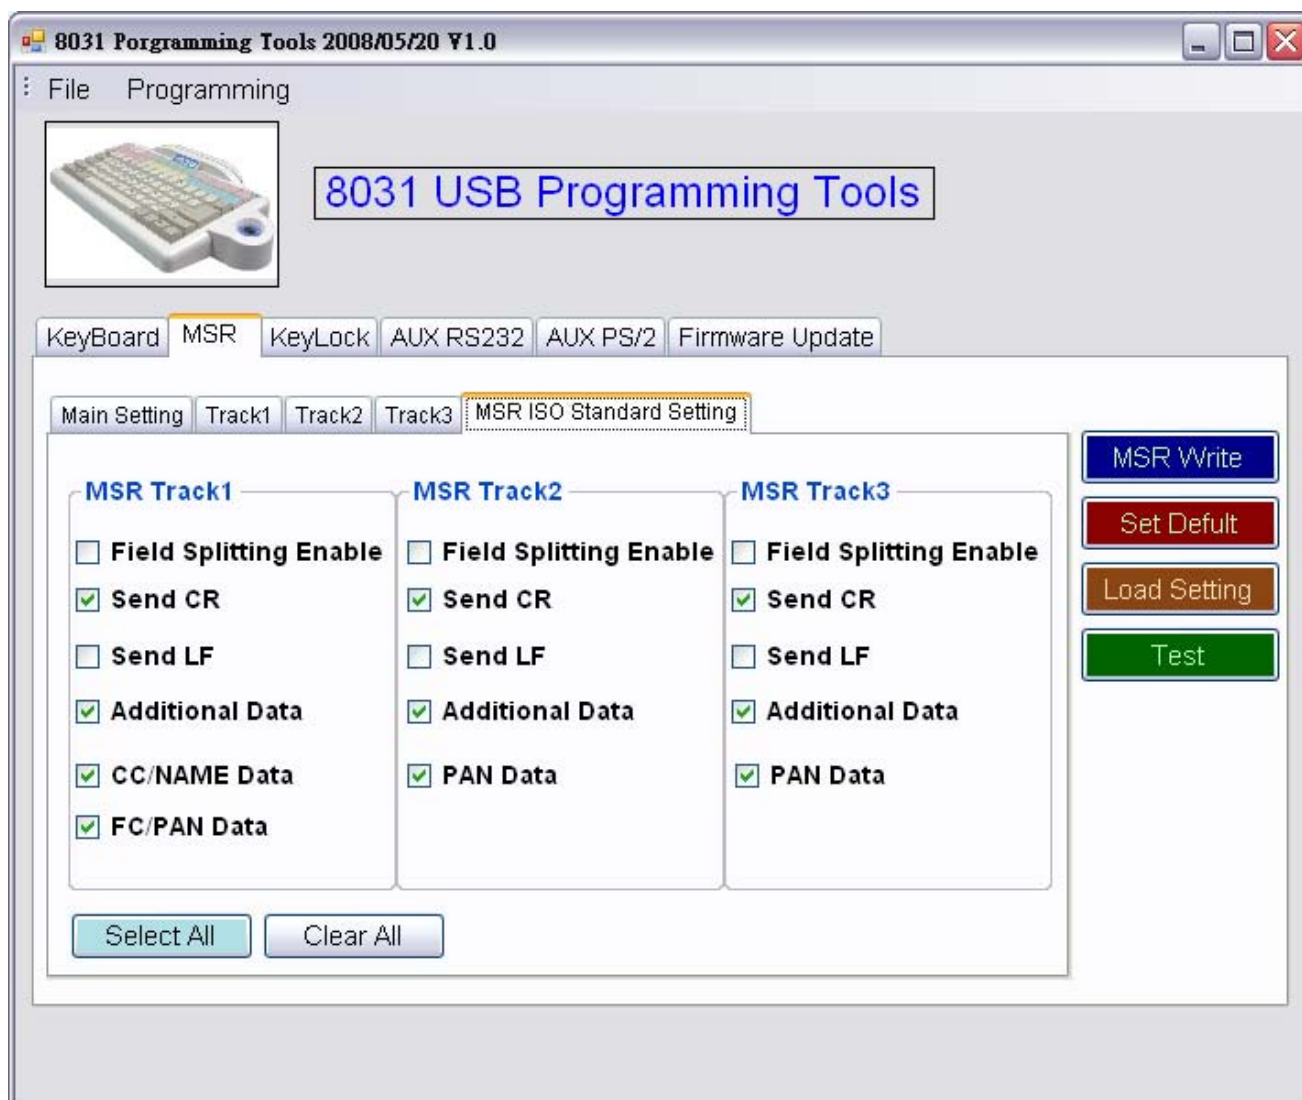 8031 Porgramming Tools 2008/05/20 V1.0
File Programming
8031 USB Programming Tools
KeyBoard MSR KeyLock AUX RS232 AUX PS/2 Firmware Update
Main Setting Track1 Track2 Track3 MSR ISO Standard Setting
MSR Track1
Field Splitting Enable
Send CR
Send LF
Additional Data
CC/NAME Data
FC/PAN Data
MSR Track2
Field Splitting Enable
Send CR
Send LF
Additional Data
PAN Data
MSR Track3
Field Splitting Enable
Send CR
Send LF
Additional Data
PAN Data
Select All Clear All
MSR Write
Set Defult
Load Setting
Test